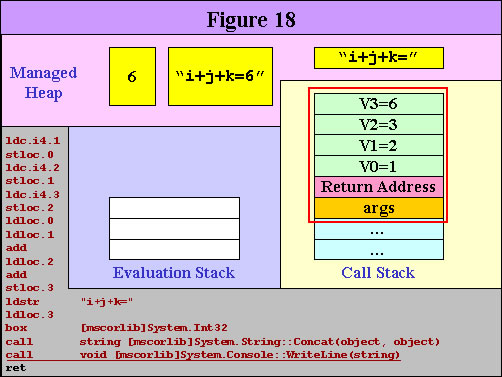 Figure 18
Managed
Heap
6
“i+j+k=6”
“i+j+k=”
V3=6
V2=3
V1=2
V0=1
Return Address
args
...
...
Call Stack
Evaluation Stack
ldc.i4.1
stloc.0
ldc.i4.2
stloc.1
ldc.i4.3
stloc.2
ldloc.0
ldloc.1
add
ldloc.2
add
stloc.3
ldstr "i+j+k="
ldloc.3
box [mscorlib]System.Int32
call string [mscorlib]System.String::Concat(object, object)
call void [mscorlib]System.Console::WriteLine(string)
ret